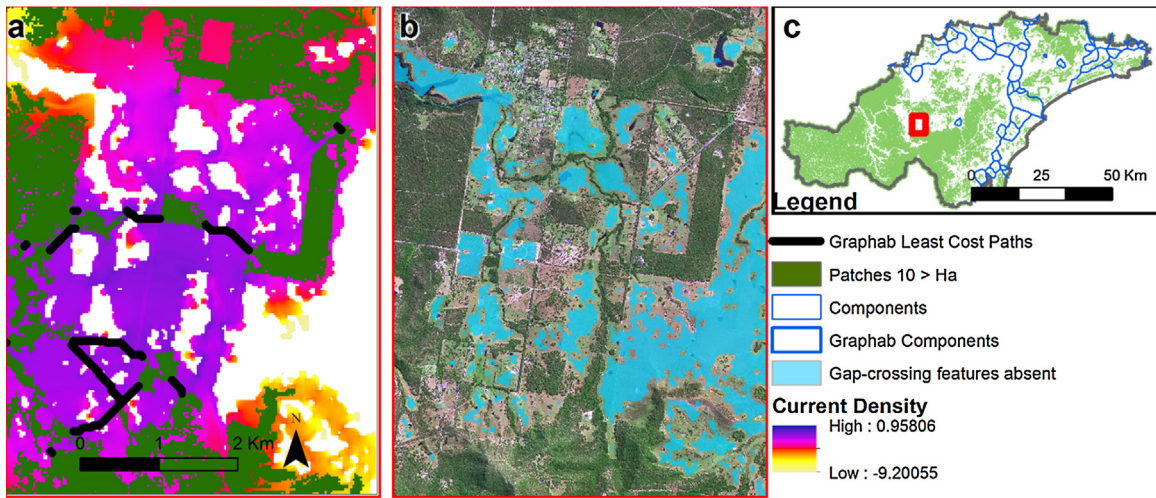 a
N
0 1 2 Km
b
c
0 25 50 Km
Legend
Graphab Least Cost Paths
Patches 10 > Ha
Components
Graphab Components
Gap-crossing features absent
Current Density
High : 0.95806
Low : -9.20055